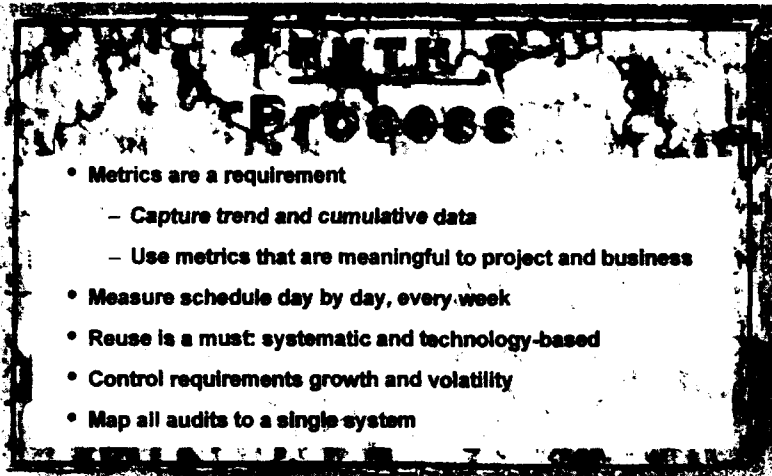 Process
• Metrics are a requirement
– Capture trend and cumulative data
– Use metrics that are meaningful to project and business
• Measure schedule day by day, every week
• Reuse is a must: systematic and technology-based
• Control requirements growth and volatility
• Map all audits to a single system